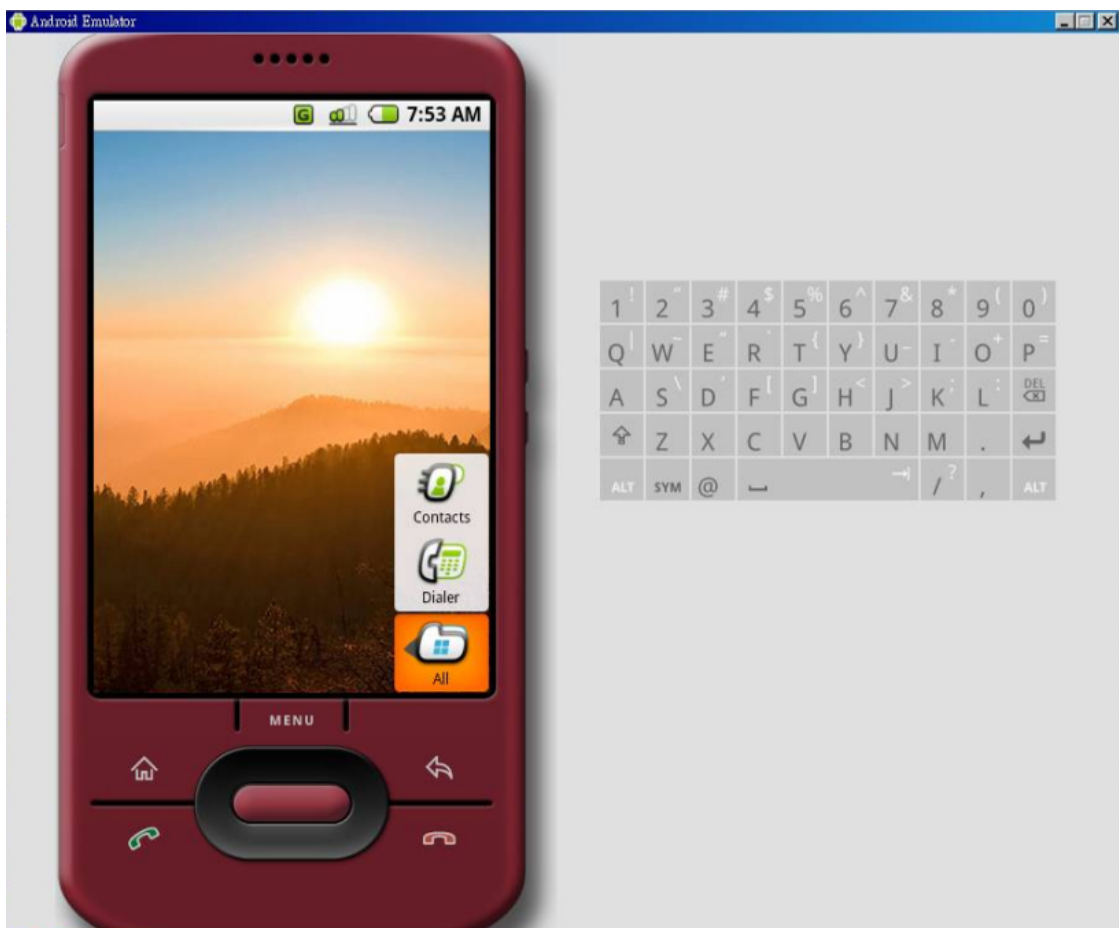 Android Emulator
G 7:53 AM
Contacts
Dialer
All
MENU
1 ! 2 " 3 # 4 $ 5 % 6 ^ 7 & 8 * 9 ( 0 )
Q | W ~ E " R ` T { Y } U _ I - O + P =
A S \ D ' F [ G ] H < J > K ; L : DEL
Z X C V B N M .
ALT SYM @ / ? , ALT